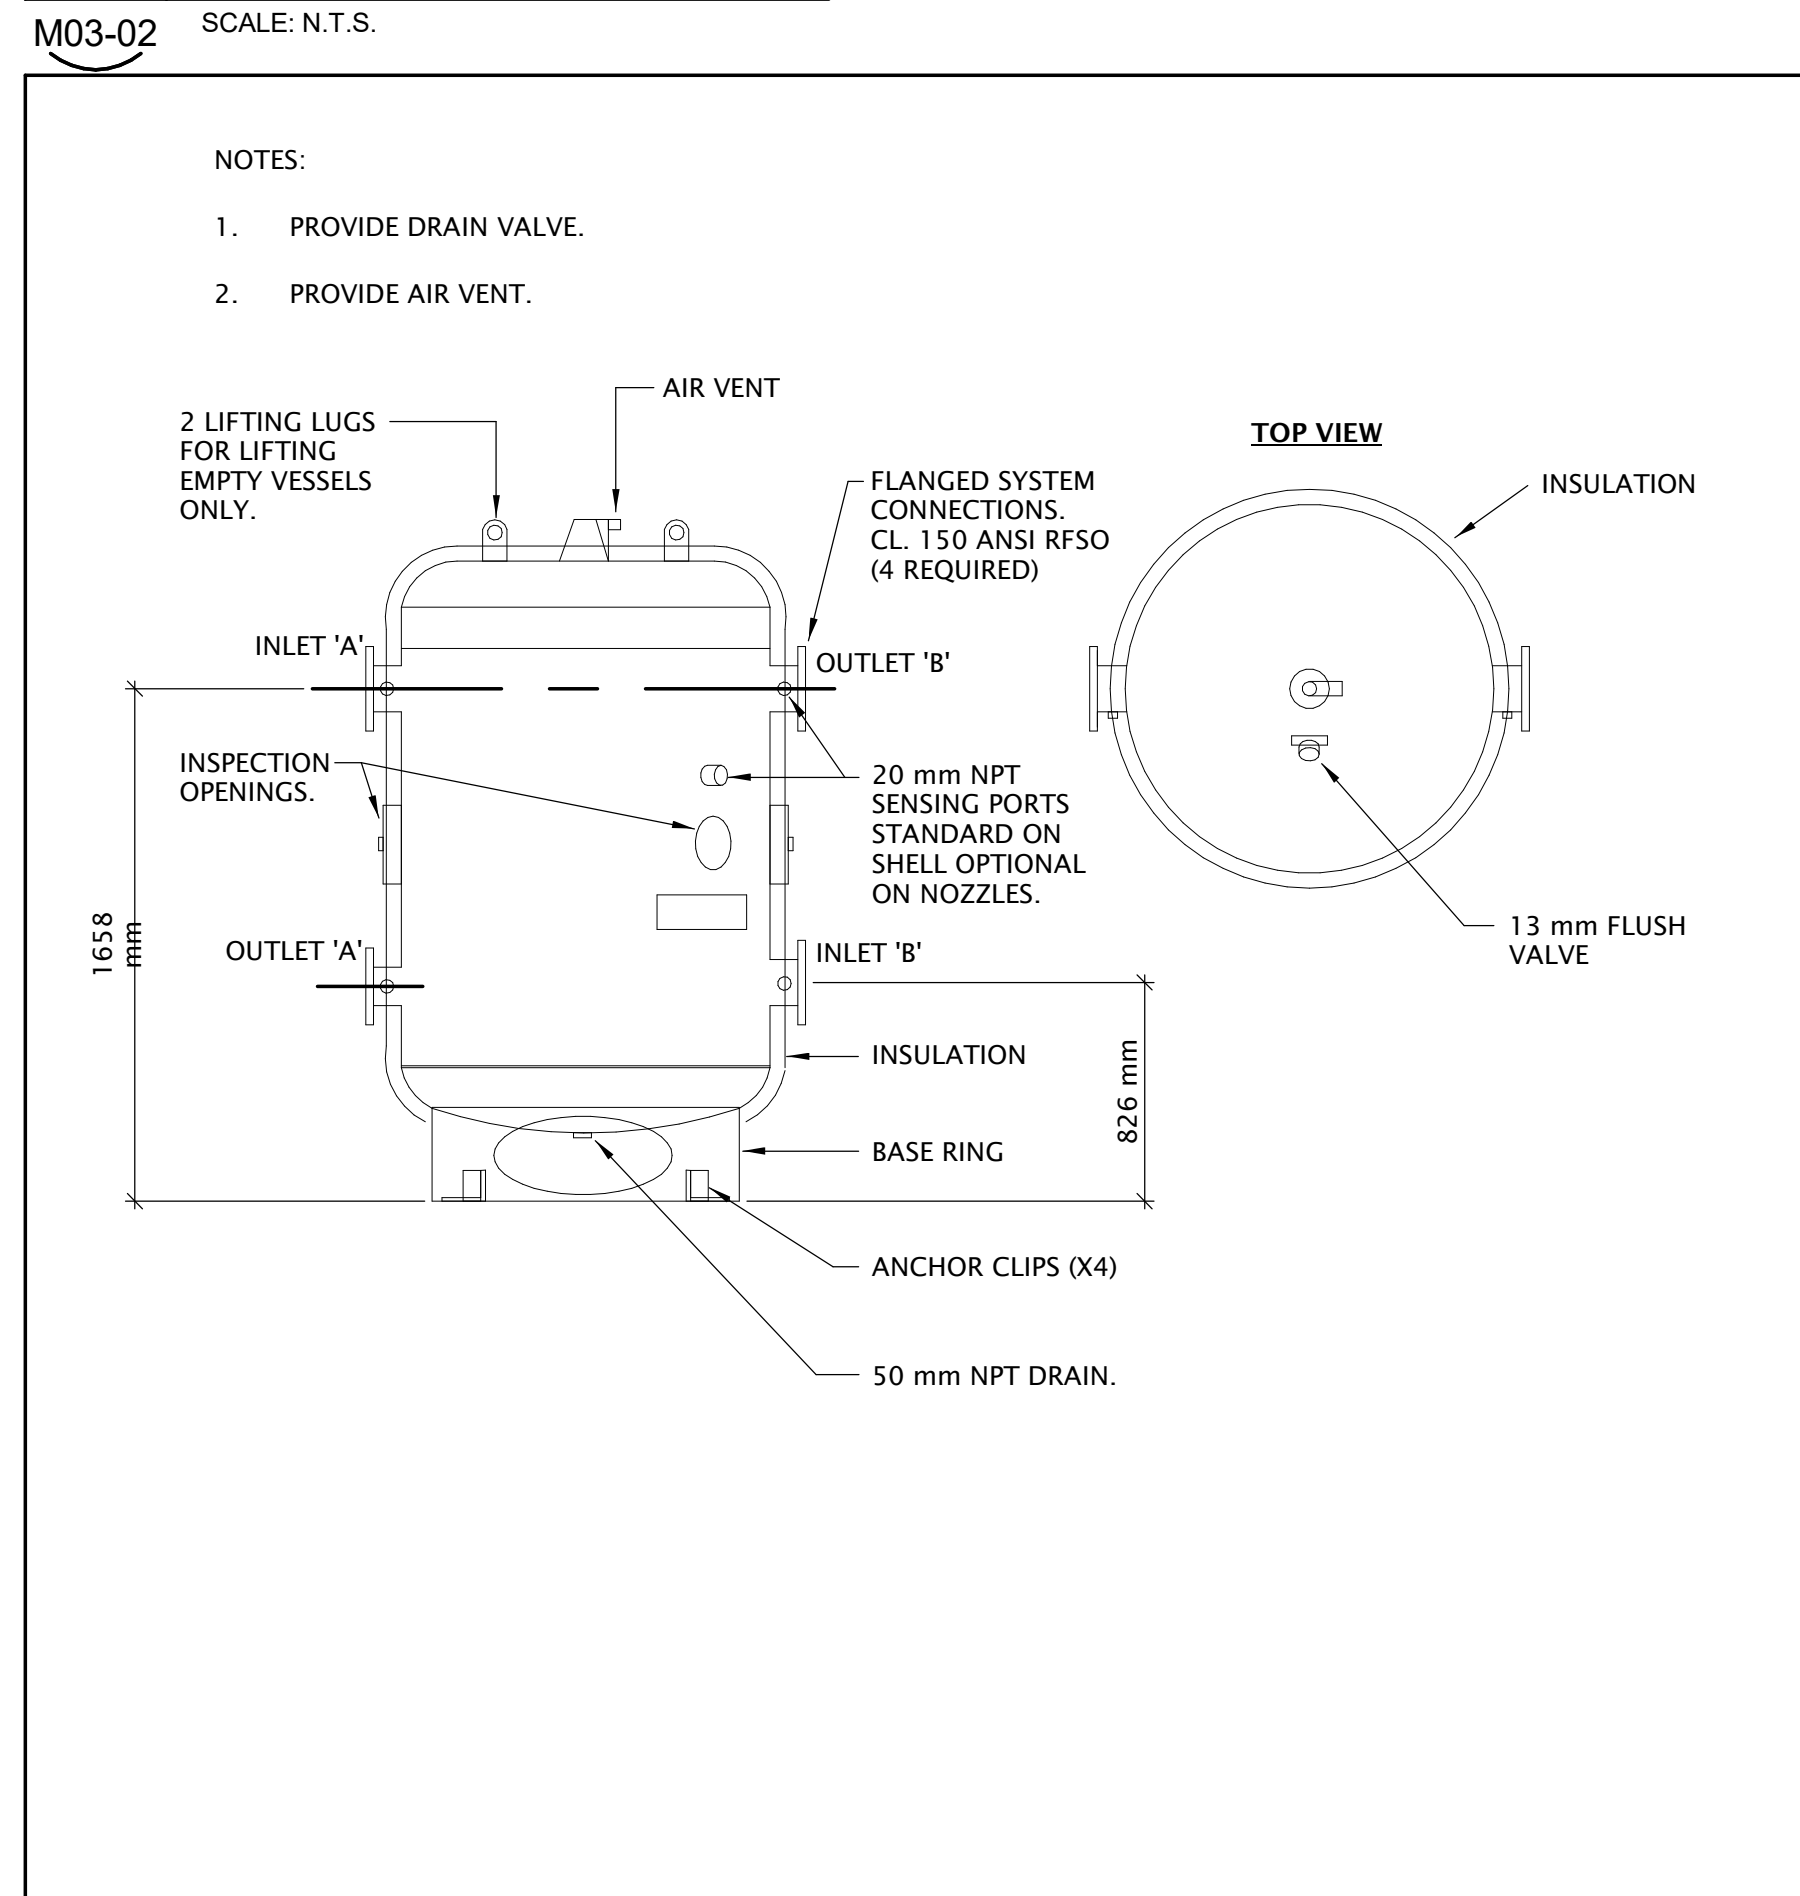 M03-02
SCALE: N.T.S.
NOTES:
1. PROVIDE DRAIN VALVE.
2. PROVIDE AIR VENT.
AIR VENT
2 LIFTING LUGS
FOR LIFTING
EMPTY VESSELS
ONLY.
TOP VIEW
FLANGED SYSTEM
CONNECTIONS.
CL. 150 ANSI RFSO
(4 REQUIRED)
INSULATION
INLET 'A'
OUTLET 'B'
INSPECTION
OPENINGS.
20 mm NPT
SENSING PORTS
STANDARD ON
SHELL OPTIONAL
ON NOZZLES.
1658
mm
OUTLET 'A'
INLET 'B'
13 mm FLUSH
VALVE
INSULATION
826 mm
BASE RING
ANCHOR CLIPS (X4)
50 mm NPT DRAIN.